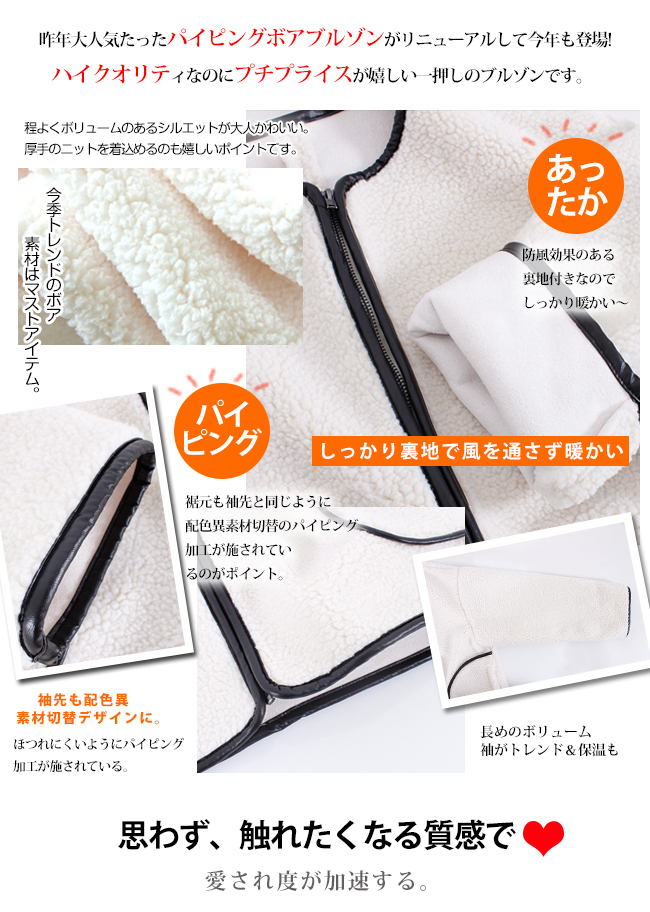 昨年大人気たったパイピングボアブルゾンがリニューアルして今年も登場!
ハイクオリティなのにプチプライスが嬉しい一押しのブルゾンです。
程よくボリュームのあるシルエットが大人かわいい。
厚手のニットを着込めるのも嬉しいポイントです。
今季トレンドのボア
素材はマストアイテム。
あっ
たか
防風効果のある
裏地付きなので
しっかり暖かい～
パイ
ピング
しっかり裏地で風を通さず暖かい
裾元も袖先と同じように
配色異素材切替のパイピング
加工が施されてい
るのがポイント。
袖先も配色異
素材切替デザインに。
ほつれにくいようにパイピング
加工が施されている。
長めのボリューム
袖がトレンド＆保温も
思わず、触れたくなる質感で
愛され度が加速する。